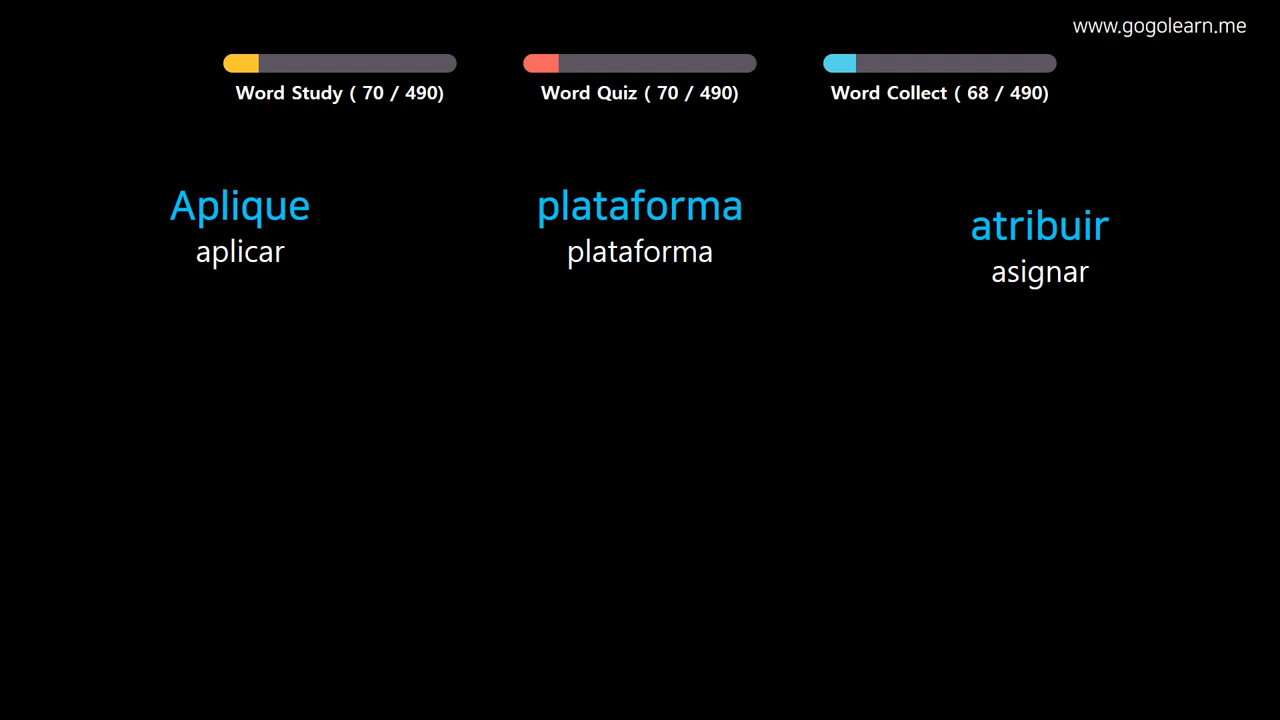 www.gogolearn.me
Word Study ( 70 / 490)
Word Quiz ( 70 / 490)
Word Collect ( 68 / 490)
Aplique
aplicar
plataforma
plataforma
atribuir
asignar